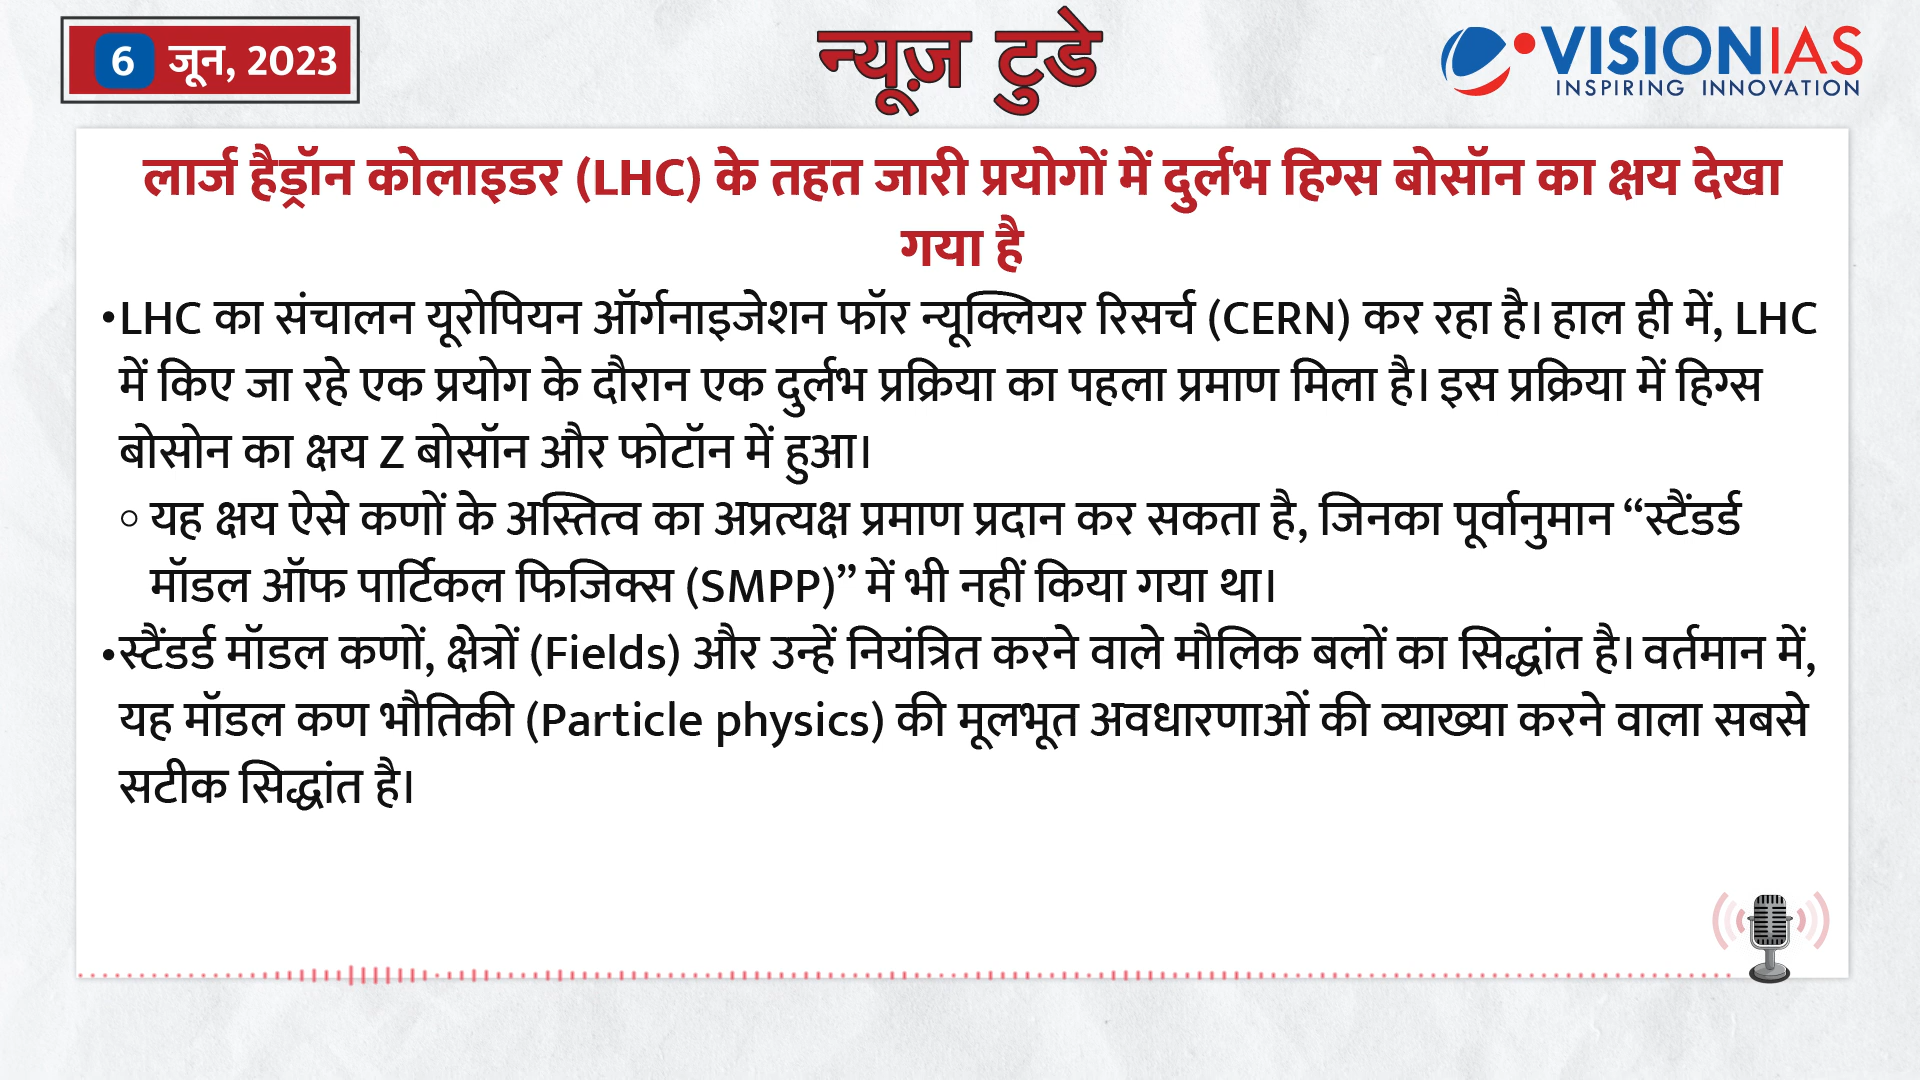 6 जून, 2023
न्यूज़ टुडे
VISIONIAS
INSPIRING INNOVATION
लार्ज हैड्रॉन कोलाइडर (LHC) के तहत जारी प्रयोगों में दुर्लभ हिग्स बोसॉन का क्षय देखा
गया है
•LHC का संचालन यूरोपियन ऑर्गनाइजेशन फॉर न्यूक्लियर रिसर्च (CERN) कर रहा है। हाल ही में, LHC
में किए जा रहे एक प्रयोग के दौरान एक दुर्लभ प्रक्रिया का पहला प्रमाण मिला है। इस प्रक्रिया में हिग्स
बोसोन का क्षय Z बोसॉन और फोटॉन में हुआ।
○ यह क्षय ऐसे कणों के अस्तित्व का अप्रत्यक्ष प्रमाण प्रदान कर सकता है, जिनका पूर्वानुमान “स्टैंडर्ड
मॉडल ऑफ पार्टिकल फिजिक्स (SMPP)” में भी नहीं किया गया था।
•स्टैंडर्ड मॉडल कणों, क्षेत्रों (Fields) और उन्हें नियंत्रित करने वाले मौलिक बलों का सिद्धांत है। वर्तमान में,
यह मॉडल कण भौतिकी (Particle physics) की मूलभूत अवधारणाओं की व्याख्या करने वाला सबसे
सटीक सिद्धांत है।